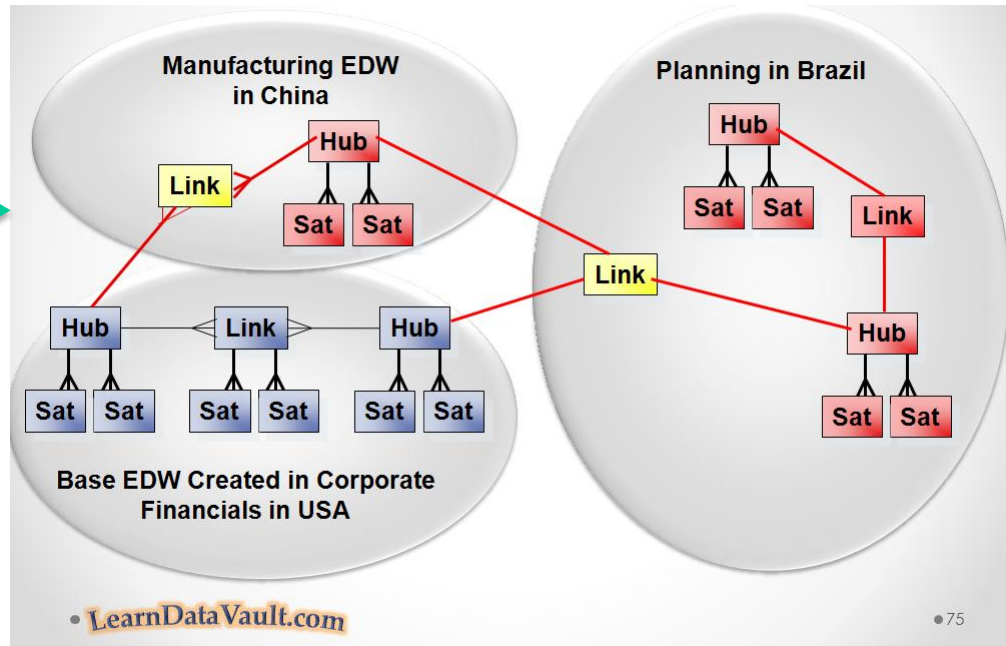 Manufacturing EDW
in China
Hub
Link
Sat Sat
Planning in Brazil
Hub
Sat Sat
Link
Link
Hub
Sat Sat
Hub Link Hub
Sat Sat Sat Sat Sat Sat
Base EDW Created in Corporate
Financials in USA
• LearnDataVault.com
• 75